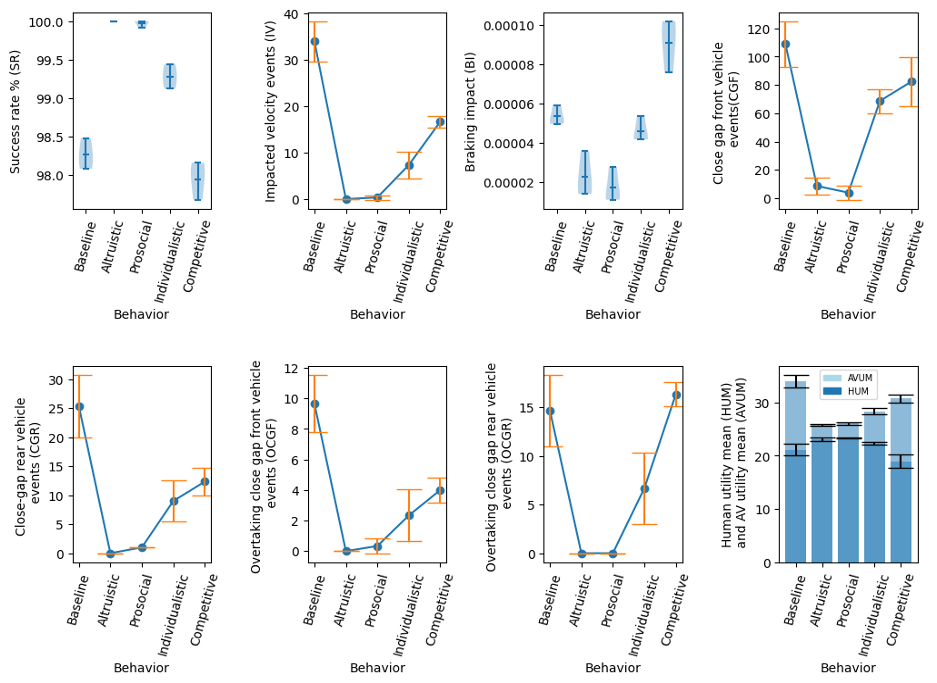 Success rate % (SR)
100.0
99.5
99.0
98.5
98.0
Baseline
Altruistic
Prosocial
Individualistic
Competitive
Behavior
Impacted velocity events (IV)
40
30
20
10
0
Baseline
Altruistic
Prosocial
Individualistic
Competitive
Behavior
Braking impact (BI)
0.00010
0.00008
0.00006
0.00004
0.00002
Baseline
Altruistic
Prosocial
Individualistic
Competitive
Behavior
Close gap front vehicle
events(CGF)
120
100
80
60
40
20
0
Baseline
Altruistic
Prosocial
Individualistic
Competitive
Behavior
Close-gap rear vehicle
events (CGR)
30
25
20
15
10
5
0
Baseline
Altruistic
Prosocial
Individualistic
Competitive
Behavior
Overtaking close gap front vehicle
events (OCGF)
12
10
8
6
4
2
0
Baseline
Altruistic
Prosocial
Individualistic
Competitive
Behavior
Overtaking close gap rear vehicle
events (OCGR)
15
10
5
0
Baseline
Altruistic
Prosocial
Individualistic
Competitive
Behavior
Human utility mean (HUM)
and AV utility mean (AVUM)
30
20
10
0
AVUM
HUM
Baseline
Altruistic
Prosocial
Individualistic
Competitive
Behavior